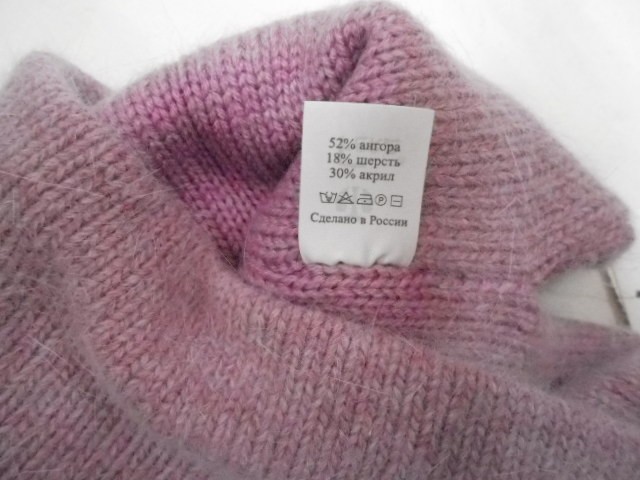 52% ангора
18% шерсть
30% акрил
Сделано в России